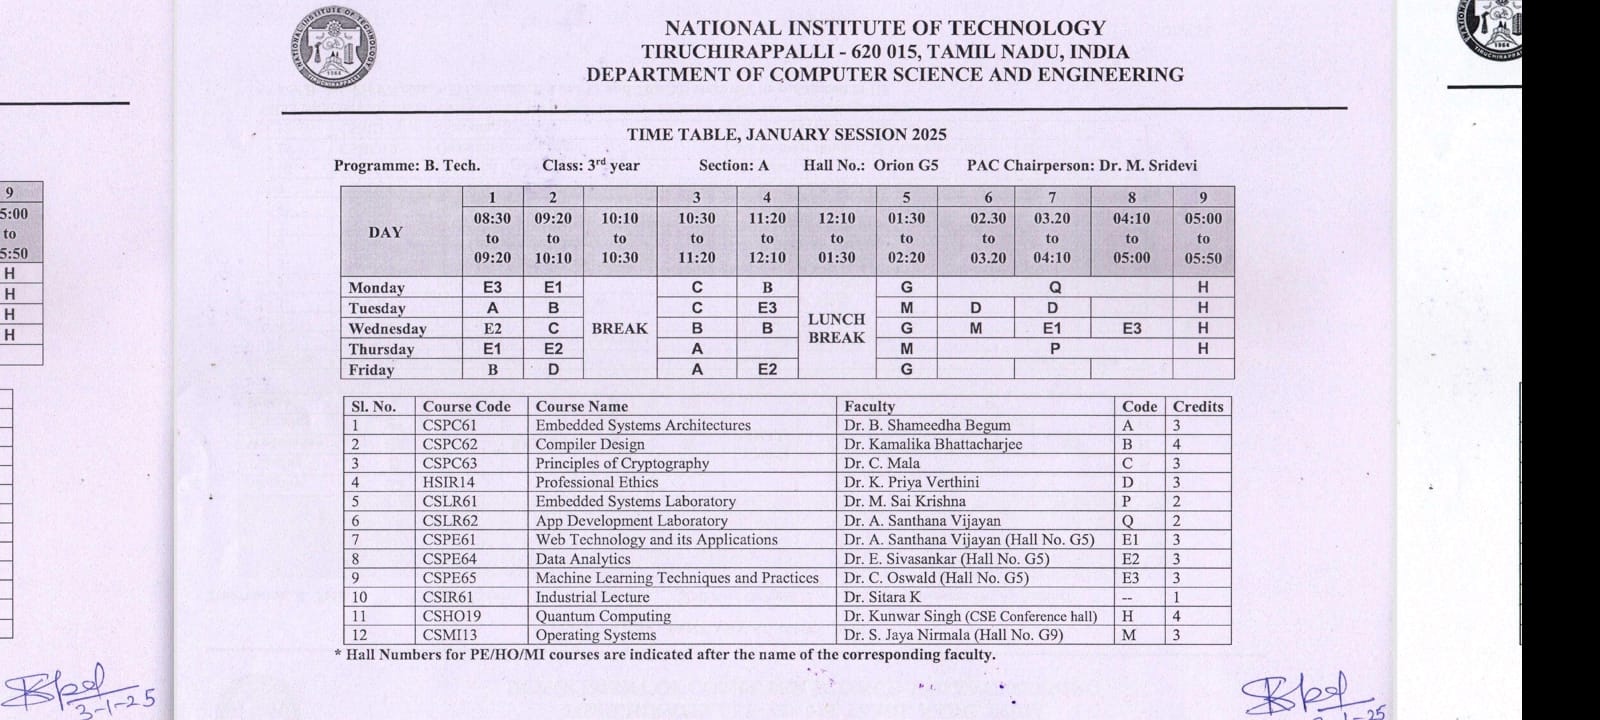 NATIONAL INSTITUTE OF TECHNOLOGY
TIRUCHIRAPPALLI - 620 015, TAMIL NADU, INDIA
DEPARTMENT OF COMPUTER SCIENCE AND ENGINEERING
TIME TABLE, JANUARY SESSION 2025
Programme: B. Tech. Class: 3rd year Section: A Hall No.: Orion G5 PAC Chairperson: Dr. M. Sridevi
DAY 1 2 3 4 5 6 7 8 9
08:30 09:20 10:10 10:30 11:20 12:10 01:30 02.30 03.20 04:10 05:00
to to to to to to to to to to to
09:20 10:10 10:30 11:20 12:10 01:30 02:20 03.20 04:10 05:00 05:50
Monday E3 E1 C B G Q H
Tuesday A B C E3 M D D H
Wednesday E2 C BREAK B B LUNCH BREAK G M E1 E3 H
Thursday E1 E2 A M P H
Friday B D A E2 G
Sl. No. Course Code Course Name Faculty Code Credits
1 CSPC61 Embedded Systems Architectures Dr. B. Shameedha Begum A 3
2 CSPC62 Compiler Design Dr. Kamalika Bhattacharjee B 4
3 CSPC63 Principles of Cryptography Dr. C. Mala C 3
4 HSIR14 Professional Ethics Dr. K. Priya Verthini D 3
5 CSLR61 Embedded Systems Laboratory Dr. M. Sai Krishna P 2
6 CSLR62 App Development Laboratory Dr. A. Santhana Vijayan Q 2
7 CSPE61 Web Technology and its Applications Dr. A. Santhana Vijayan (Hall No. G5) E1 3
8 CSPE64 Data Analytics Dr. E. Sivasankar (Hall No. G5) E2 3
9 CSPE65 Machine Learning Techniques and Practices Dr. C. Oswald (Hall No. G5) E3 3
10 CSIR61 Industrial Lecture Dr. Sitara K -- 1
11 CSHO19 Quantum Computing Dr. Kunwar Singh (CSE Conference hall) H 4
12 CSMI13 Operating Systems Dr. S. Jaya Nirmala (Hall No. G9) M 3
* Hall Numbers for PE/HO/MI courses are indicated after the name of the corresponding faculty.
9
5:00
to
5:50
H
H
H
H
3-1-25